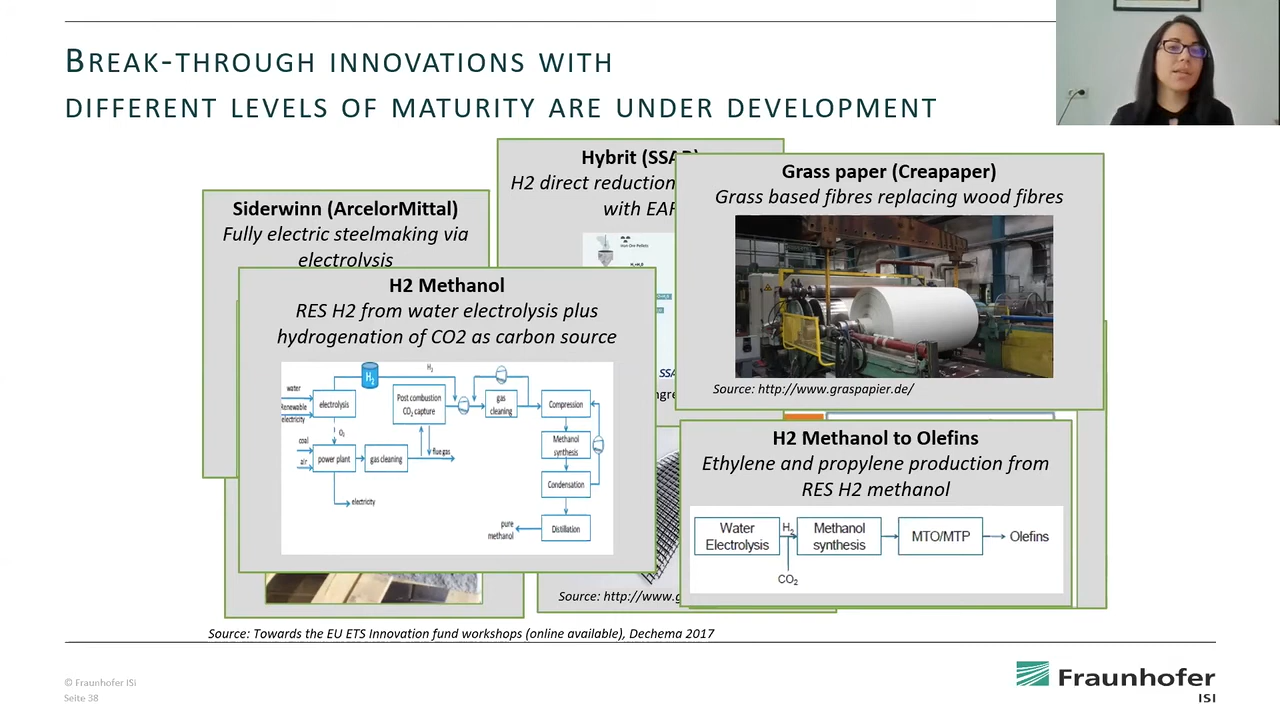 BREAK-THROUGH INNOVATIONS WITH
DIFFERENT LEVELS OF MATURITY ARE UNDER DEVELOPMENT
Siderwinn (ArcelorMittal)
Fully electric steelmaking via
electrolysis
Hybrit (SSAB)
H2 direct reduction
with EAF
Iron Ore Pellets
Grass paper (Creapaper)
Grass based fibres replacing wood fibres
Source: http://www.graspapier.de/
H2 Methanol
RES H2 from water electrolysis plus
hydrogenation of CO2 as carbon source
H2
H2
water
Renewable
electricity
electrolysis
O2
coal
air
power plant
gas cleaning
flue gas
electricity
Post combustion
CO2 capture
gas
cleaning
Compression
Methanol
synthesis
Condensation
Distillation
pure
methanol
Source: http://www.g
H2 Methanol to Olefins
Ethylene and propylene production from
RES H2 methanol
Water
Electrolysis
H2
CO2
Methanol
synthesis
MTO/MTP
Olefins
Source: Towards the EU ETS Innovation fund workshops (online available), Dechema 2017
© Fraunhofer ISI
Seite 38
Fraunhofer
ISI